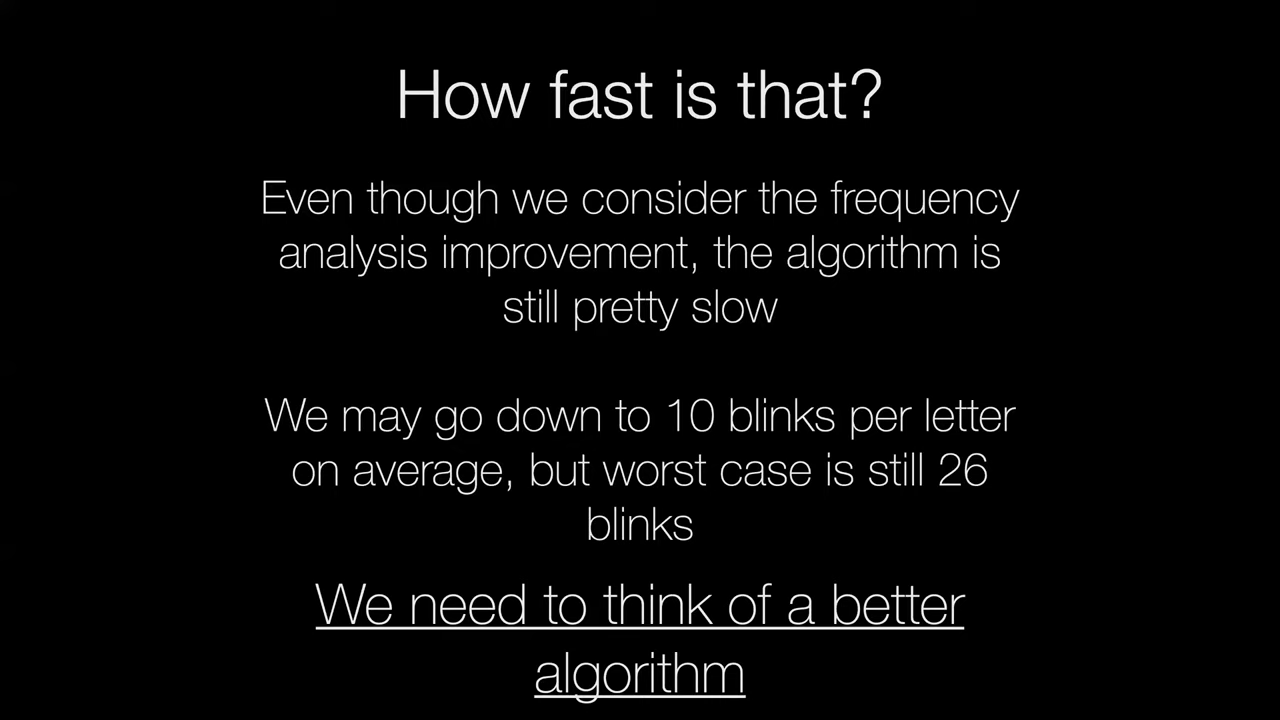 How fast is that?
Even though we consider the frequency
analysis improvement, the algorithm is
still pretty slow
We may go down to 10 blinks per letter
on average, but worst case is still 26
blinks
We need to think of a better
algorithm